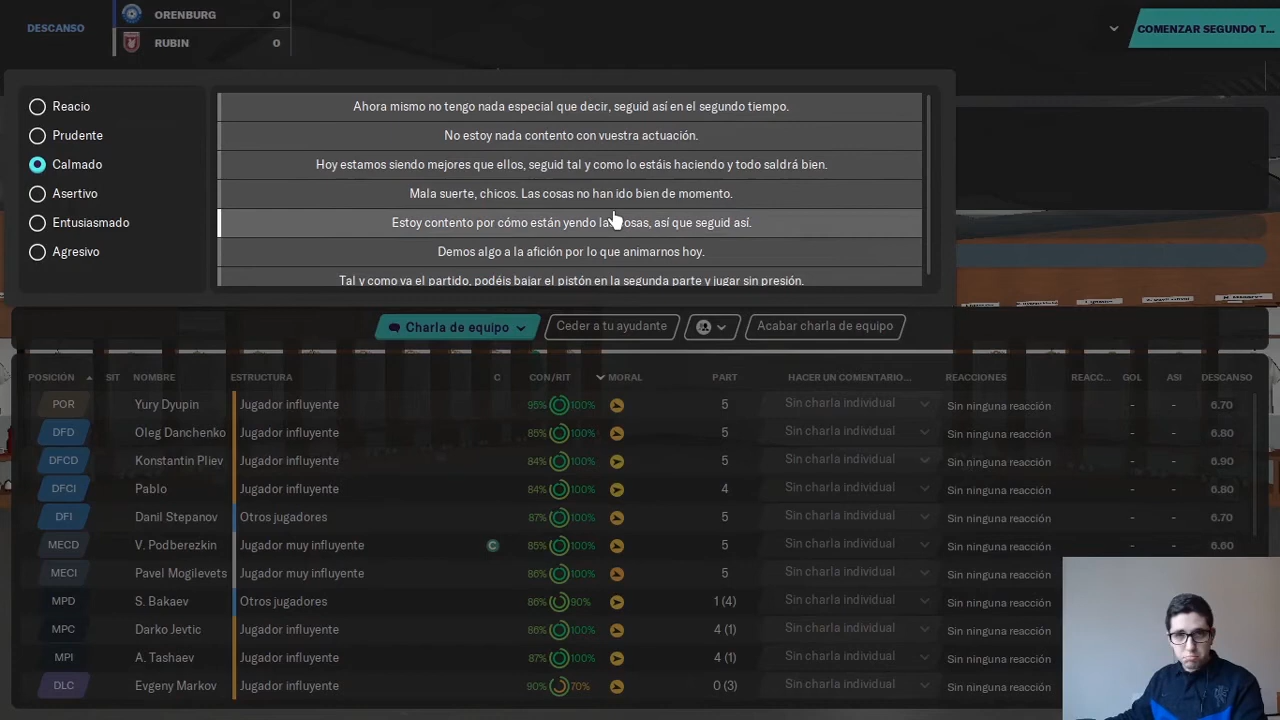 DESCANSO
ORENBURG 0
RUBIN 0
COMENZAR SEGUNDO T...
Reacio
Prudente
Calmado
Asertivo
Entusiasmado
Agresivo
Ahora mismo no tengo nada especial que decir, seguid así en el segundo tiempo.
No estoy nada contento con vuestra actuación.
Hoy estamos siendo mejores que ellos, seguid tal y como lo estáis haciendo y todo saldrá bien.
Mala suerte, chicos. Las cosas no han ido bien de momento.
Estoy contento por cómo están yendo las cosas, así que seguid así.
Demos algo a la afición por lo que animarnos hoy.
Tal y como va el partido, podéis bajar el pistón en la segunda parte y jugar sin presión.
Charla de equipo Ceder a tu ayudante Acabar charla de equipo
POSICIÓN SIT NOMBRE ESTRUCTURA C CON/RIT MORAL PART HACER UN COMENTARIO... REACCIONES REACC... GOL ASI DESCANSO
POR Yury Dyupin Jugador influyente 95% 100% 5 Sin charla individual Sin ninguna reacción - - 6.70
DFD Oleg Danchenko Jugador influyente 85% 100% 5 Sin charla individual Sin ninguna reacción - - 6.80
DFCD Konstantin Pliev Jugador influyente 84% 100% 5 Sin charla individual Sin ninguna reacción - - 6.90
DFCI Pablo Jugador influyente 84% 100% 4 Sin charla individual Sin ninguna reacción - - 6.80
DFI Danil Stepanov Otros jugadores 87% 100% 5 Sin charla individual Sin ninguna reacción - - 6.70
MECD V. Podberezkin Jugador muy influyente C 85% 100% 5 Sin charla individual Sin ninguna reacción - - 6.60
MECI Pavel Mogilevets Jugador muy influyente 86% 100% 5 Sin charla individual Sin ninguna reacción
MPD S. Bakaev Otros jugadores 86% 90% 1 (4) Sin charla individual Sin ninguna reacción
MPC Darko Jevtic Jugador influyente 86% 100% 4 (1) Sin charla individual Sin ninguna reacción
MPI A. Tashaev Jugador influyente 87% 100% 4 (1) Sin charla individual Sin ninguna reacción
DLC Evgeny Markov Jugador influyente 90% 70% 0 (3) Sin charla individual Sin ninguna reacción